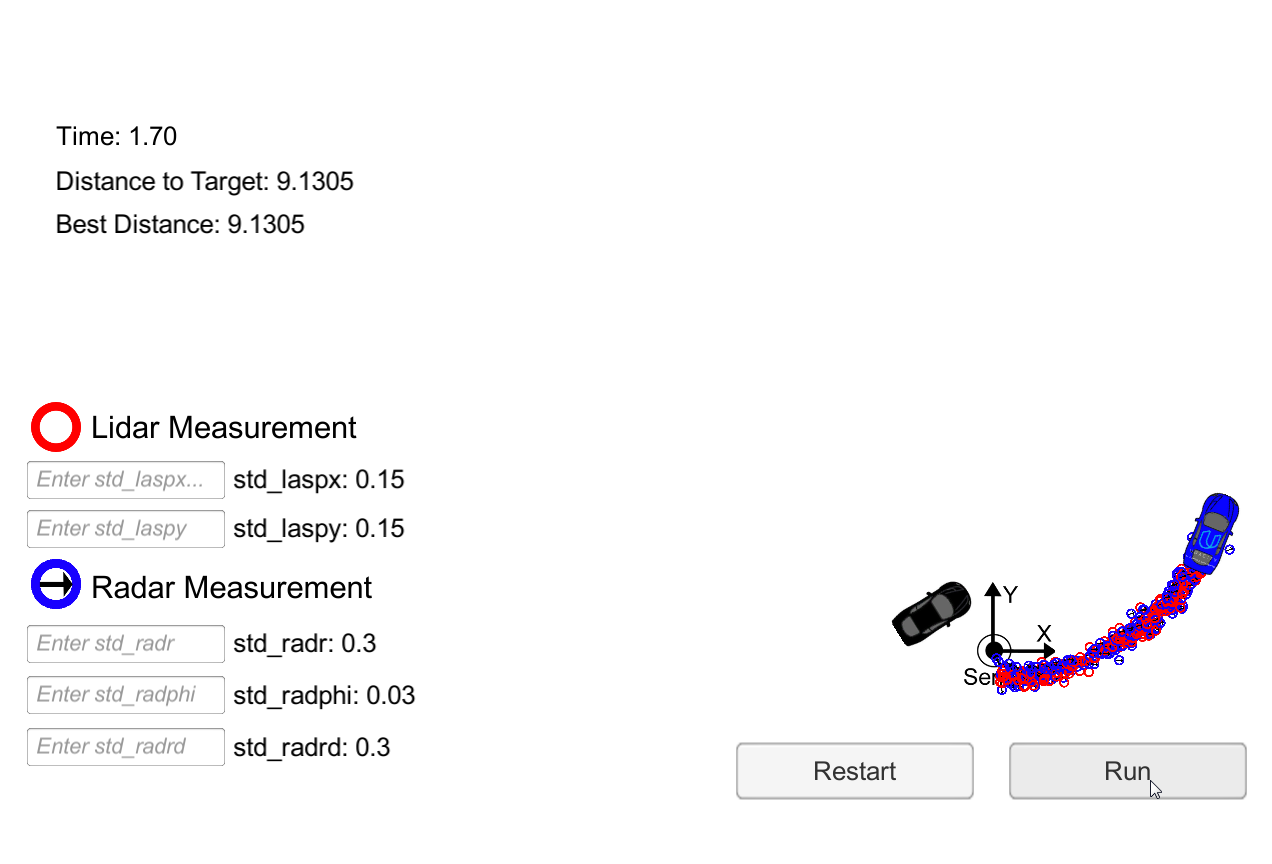 Time: 1.70
Distance to Target: 9.1305
Best Distance: 9.1305
Lidar Measurement
Enter std_laspx... std_laspx: 0.15
Enter std_laspy std_laspy: 0.15
Radar Measurement
Enter std_radr std_radr: 0.3
Enter std_radphi std_radphi: 0.03
Enter std_radrd std_radrd: 0.3
Y
X
Restart
Run